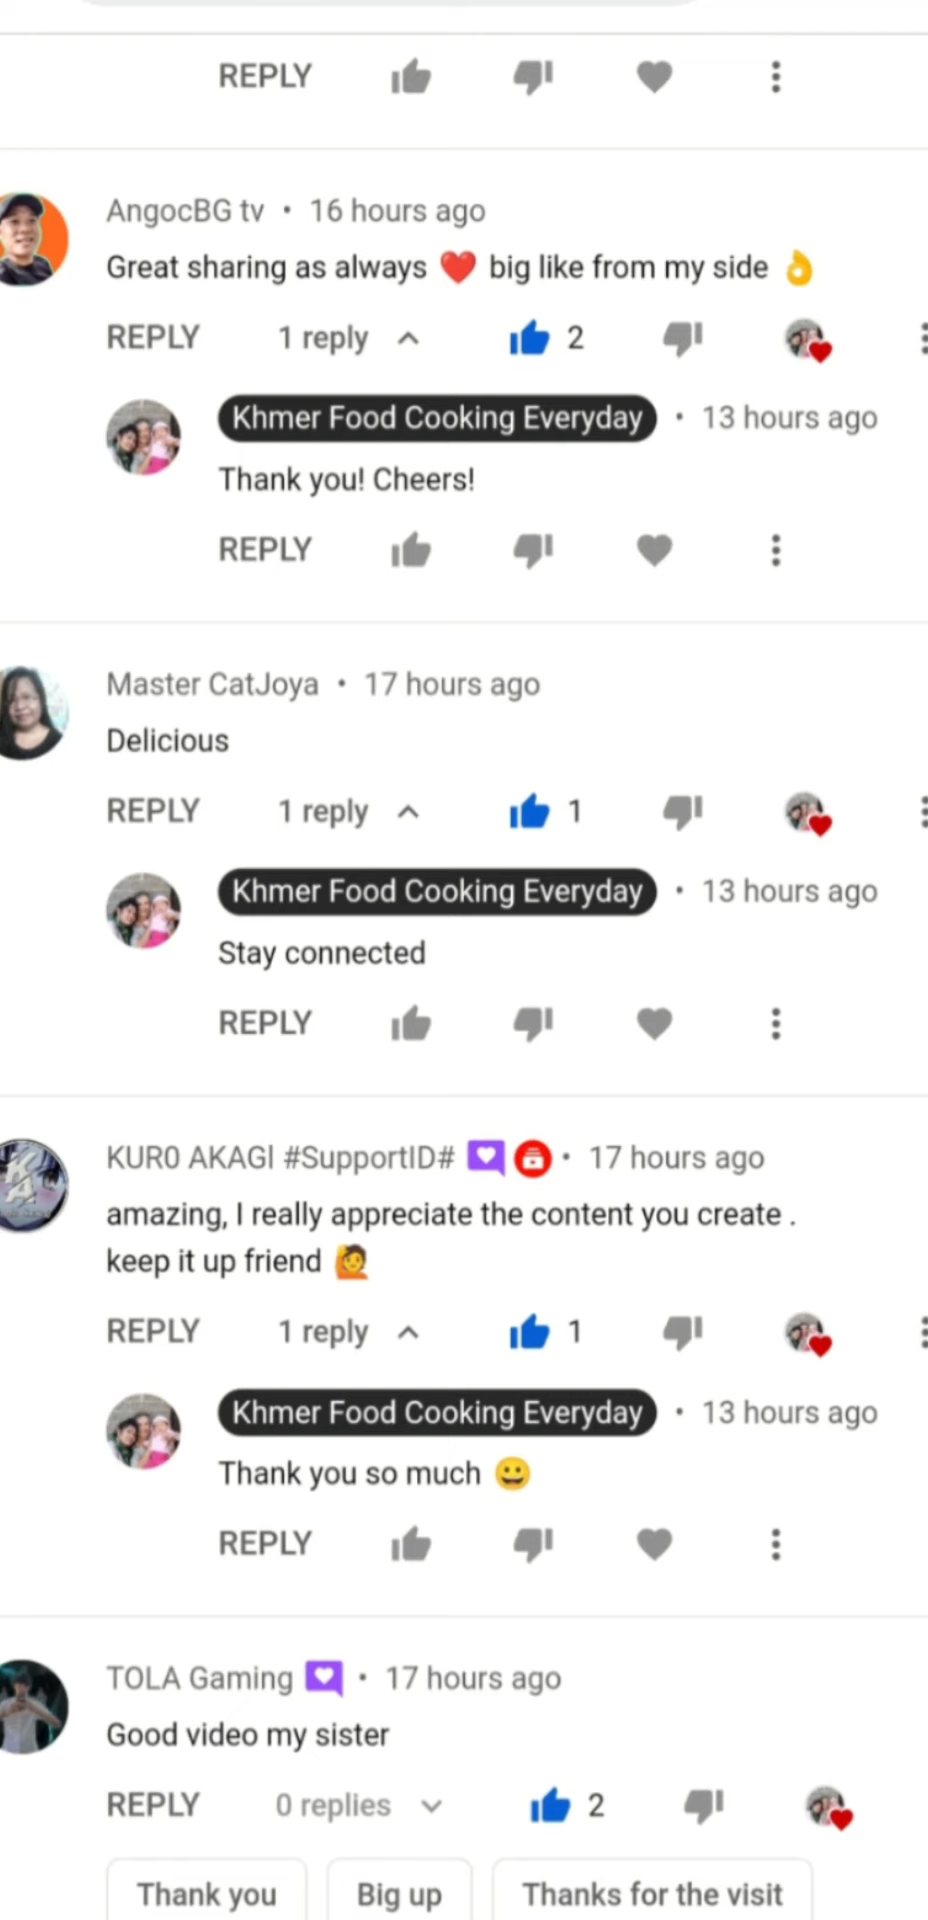 REPLY
AngocBG tv • 16 hours ago
Great sharing as always ❤️ big like from my side 👌
REPLY 1 reply 2
Khmer Food Cooking Everyday • 13 hours ago
Thank you! Cheers!
REPLY
Master CatJoya • 17 hours ago
Delicious
REPLY 1 reply 1
Khmer Food Cooking Everyday • 13 hours ago
Stay connected
REPLY
KUR0 AKAGI #SupportID# • 17 hours ago
amazing, I really appreciate the content you create .
keep it up friend 🙋
REPLY 1 reply 1
Khmer Food Cooking Everyday • 13 hours ago
Thank you so much 😀
REPLY
TOLA Gaming • 17 hours ago
Good video my sister
REPLY 0 replies 2
Thank you Big up Thanks for the visit